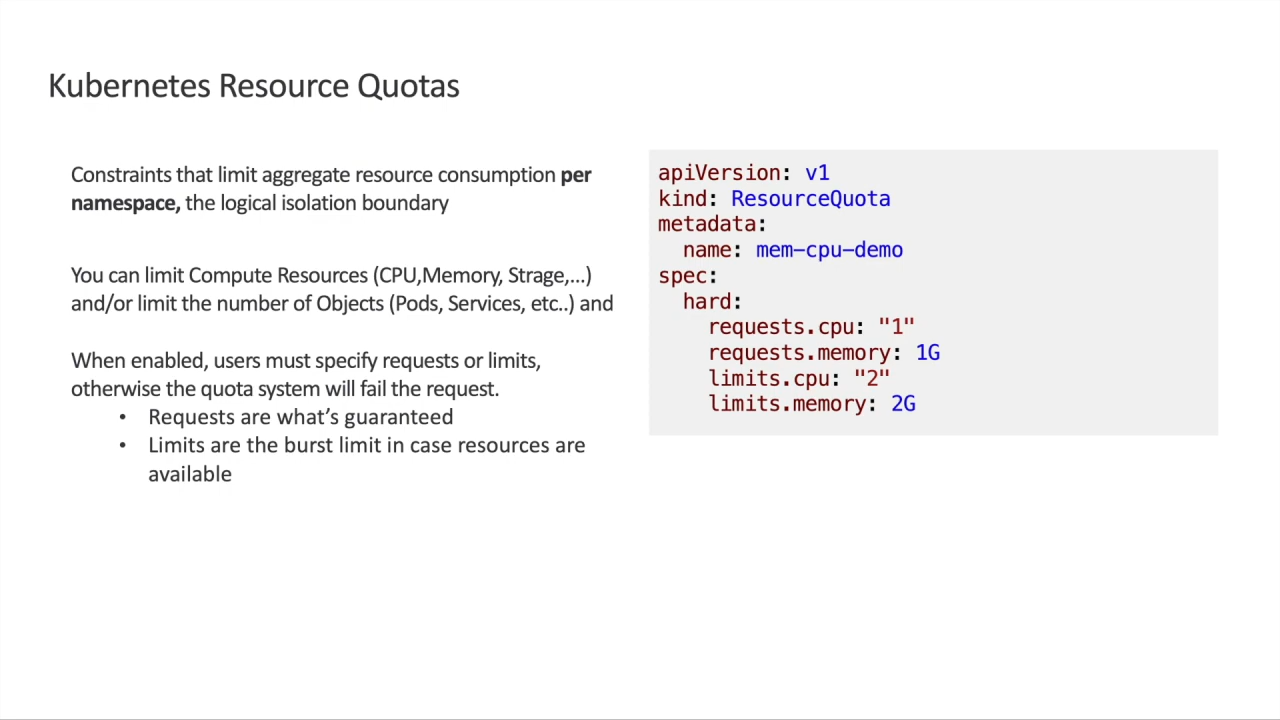 Kubernetes Resource Quotas
Constraints that limit aggregate resource consumption per
namespace, the logical isolation boundary
You can limit Compute Resources (CPU,Memory, Strage,...)
and/or limit the number of Objects (Pods, Services, etc..) and
When enabled, users must specify requests or limits,
otherwise the quota system will fail the request.
• Requests are what's guaranteed
• Limits are the burst limit in case resources are
available
apiVersion: v1
kind: ResourceQuota
metadata:
  name: mem-cpu-demo
spec:
  hard:
    requests.cpu: "1"
    requests.memory: 1G
    limits.cpu: "2"
    limits.memory: 2G